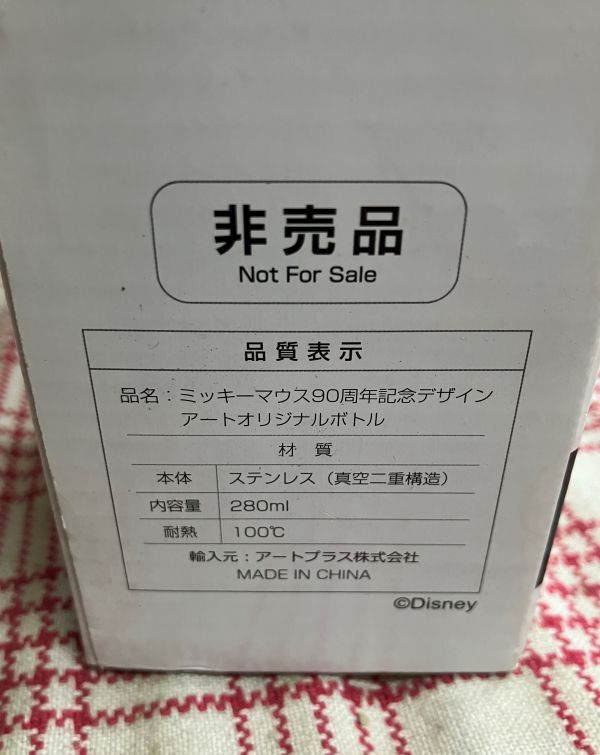 非売品
Not For Sale
品質表示
品名：ミッキーマウス90周年記念デザイン
アートオリジナルボトル
材 質
本体 ステンレス（真空二重構造）
内容量 280ml
耐熱 100℃
輸入元：アートプラス株式会社
MADE IN CHINA
©Disney